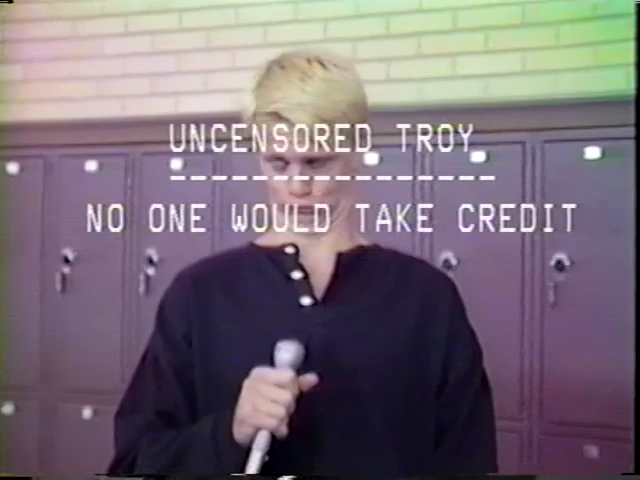 UNCENSORED TROY
----------------
NO ONE WOULD TAKE CREDIT